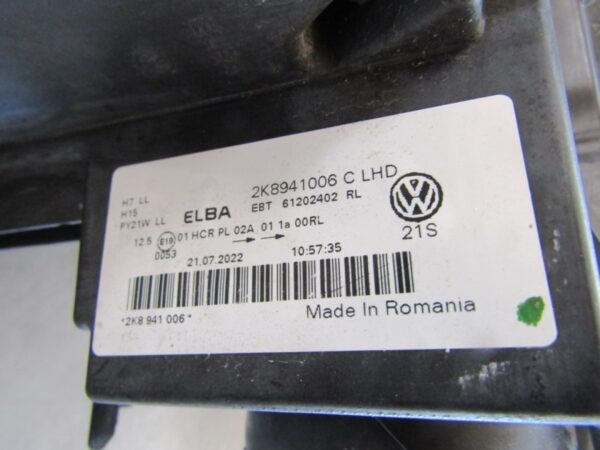 H7 LL
H15
PY21W LL
ELBA
2K8941006 C LHD
EBT 61202402 RL
12.5 E19 01 HCR PL 02A 01 1a 00RL
0053
21.07.2022 10:57:35
21S
*2K8 941 006*
Made In Romania